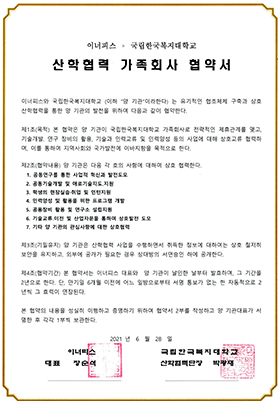 이너피스 - 국립한국복지대학교
산학협력 가족회사 협약서
이너피스와 국립한국복지대학교 (이하 "양 기관"이라한다) 는 유기적인 협조체제 구축과 상호
산학협력을 통한 양 기관의 발전을 위하여 다음과 같이 협약한다.
제1조(목적) 본 협약은 양 기관이 국립한국복지대학교 가족회사로 전략적인 제휴관계를 맺고,
기술개발, 연구 장비의 활용, 기술과 인력교류 및 인력양성 등의 사업에 대해 상호교류 협력하
며, 이를 통하여 지역사회와 국가발전에 이바지함을 목적으로 한다.
제2조(협약내용) 양 기관은 다음 각 호의 사항에 대하여 상호 협력한다.
1. 공동연구를 통한 사업적 혁신과 발전도모
2. 공동기술개발 및 애로기술지도.지원
3. 학생의 현장실습·취업 및 인턴지원
4. 인력양성 및 활용을 위한 프로그램 개발
5. 공용장비 활용 및 연구소 설립지원
6. 기술교류.이전 및 산업자문을 통하여 상호발전 도모
7. 기타 양 기관의 관심사항에 대한 상호협력
제3조(기밀유지) 양 기관은 산학협력 사업을 수행하면서 취득한 정보에 대하여는 상호 철저히
보안을 유지하고, 외부에 공개가 필요한 경우 상대방의 서면승인 하에 공개한다.
제4조(협약기간) 본 협약서는 이너피스 대표와 양 기관이 날인한 날부터 발효하며, 그 기간을
2년으로 한다. 단, 만기일 6개월 이전에 어느 일방으로부터 서명 통보가 없는 한 자동적으로 2
년씩 그 효력이 연장된다.
본 협약의 내용을 성실히 이행하고 증명하기 위하여 협약서 2부를 작성하고 양 기관대표가 서
명한 후 각각 1부씩 보관한다.
2021 년 6 월 28 일
이너피스 국립한국복지대학교
대표 장순석 산학협력단장